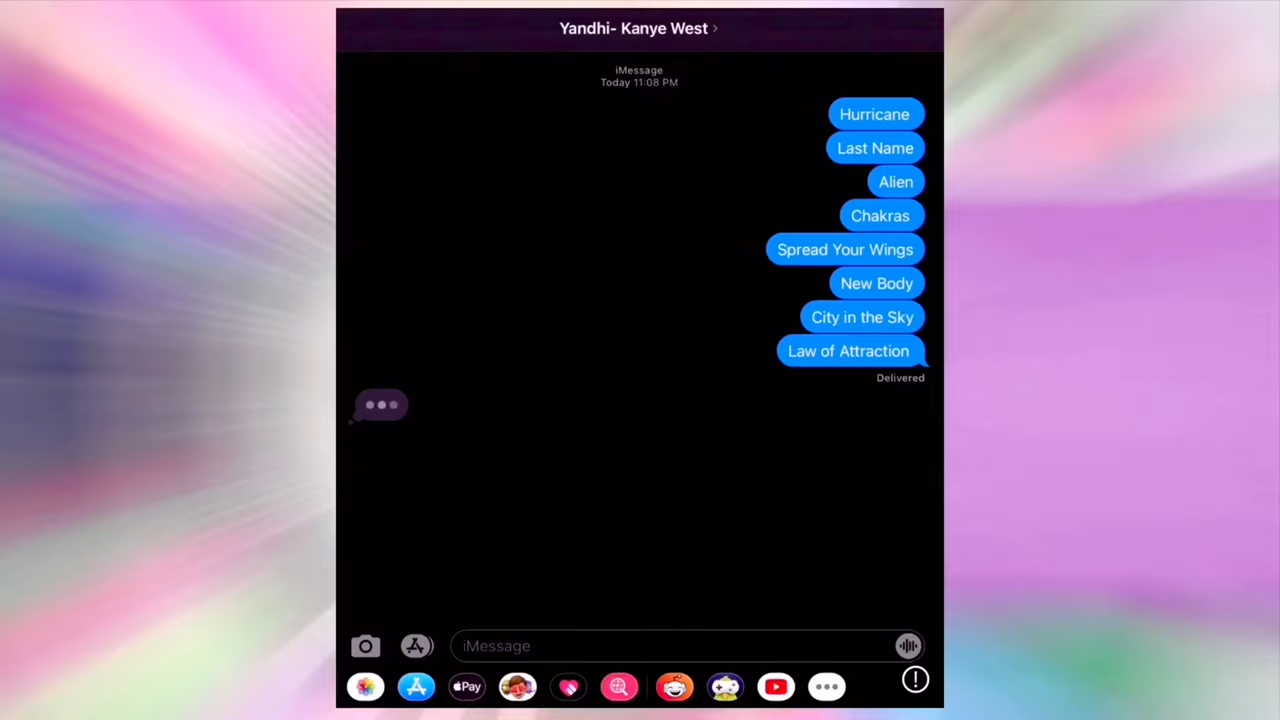 Yandhi- Kanye West
iMessage
Today 11:08 PM
Hurricane
Last Name
Alien
Chakras
Spread Your Wings
New Body
City in the Sky
Law of Attraction
Delivered
iMessage
Pay